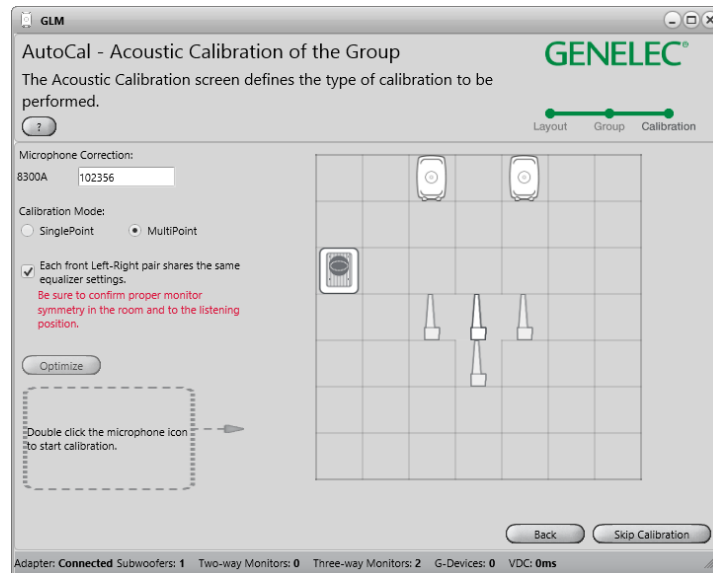 GLM
AutoCal - Acoustic Calibration of the Group
The Acoustic Calibration screen defines the type of calibration to be
performed.
?
GENELEC®
Layout Group Calibration
Microphone Correction:
8300A 102356
Calibration Mode:
SinglePoint MultiPoint
Each front Left-Right pair shares the same
equalizer settings.
Be sure to confirm proper monitor
symmetry in the room and to the listening
position.
Optimize
Double click the microphone icon
to start calibration.
Back Skip Calibration
Adapter: Connected Subwoofers: 1 Two-way Monitors: 0 Three-way Monitors: 2 G-Devices: 0 VDC: 0ms